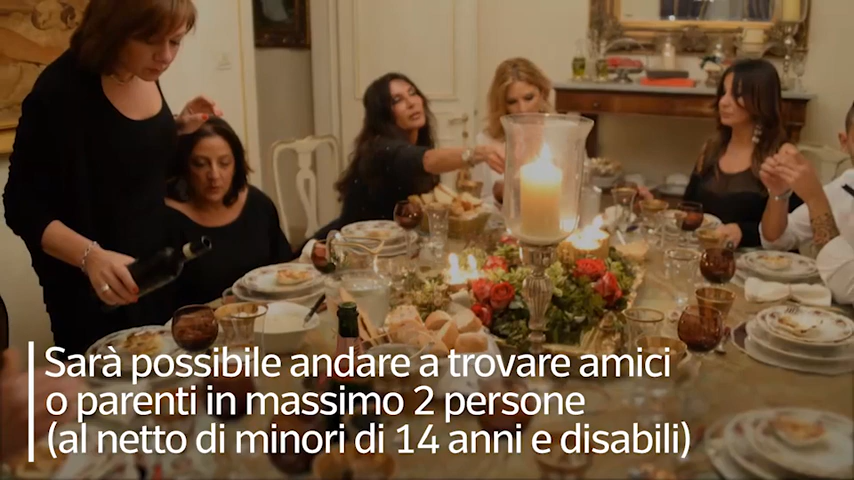 Sarà possibile andare a trovare amici
o parenti in massimo 2 persone
(al netto di minori di 14 anni e disabili)